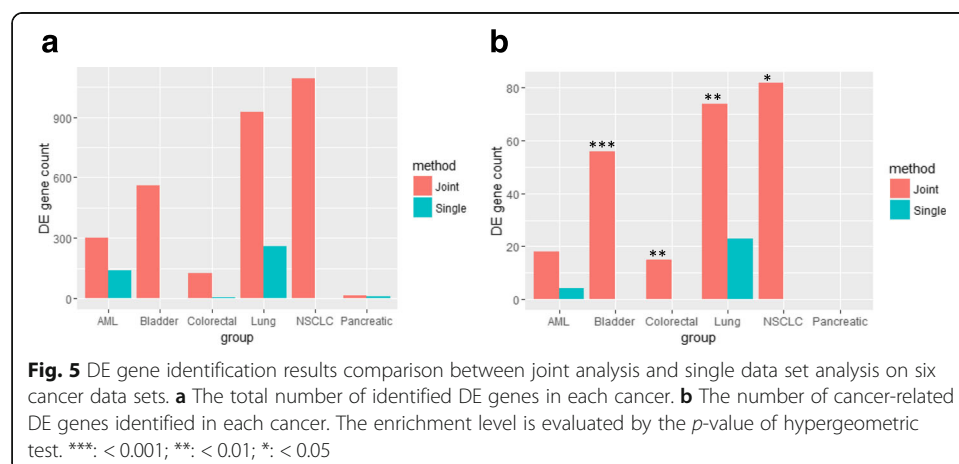 a
DE gene count
900
600
300
0
AML Bladder Colorectal Lung NSCLC Pancreatic
group
method
Joint
Single
b
DE gene count
80
60
40
20
0
***
**
**
*
AML Bladder Colorectal Lung NSCLC Pancreatic
group
method
Joint
Single
Fig. 5 DE gene identification results comparison between joint analysis and single data set analysis on six
cancer data sets. a The total number of identified DE genes in each cancer. b The number of cancer-related
DE genes identified in each cancer. The enrichment level is evaluated by the p-value of hypergeometric
test. ***: < 0.001; **: < 0.01; *: < 0.05